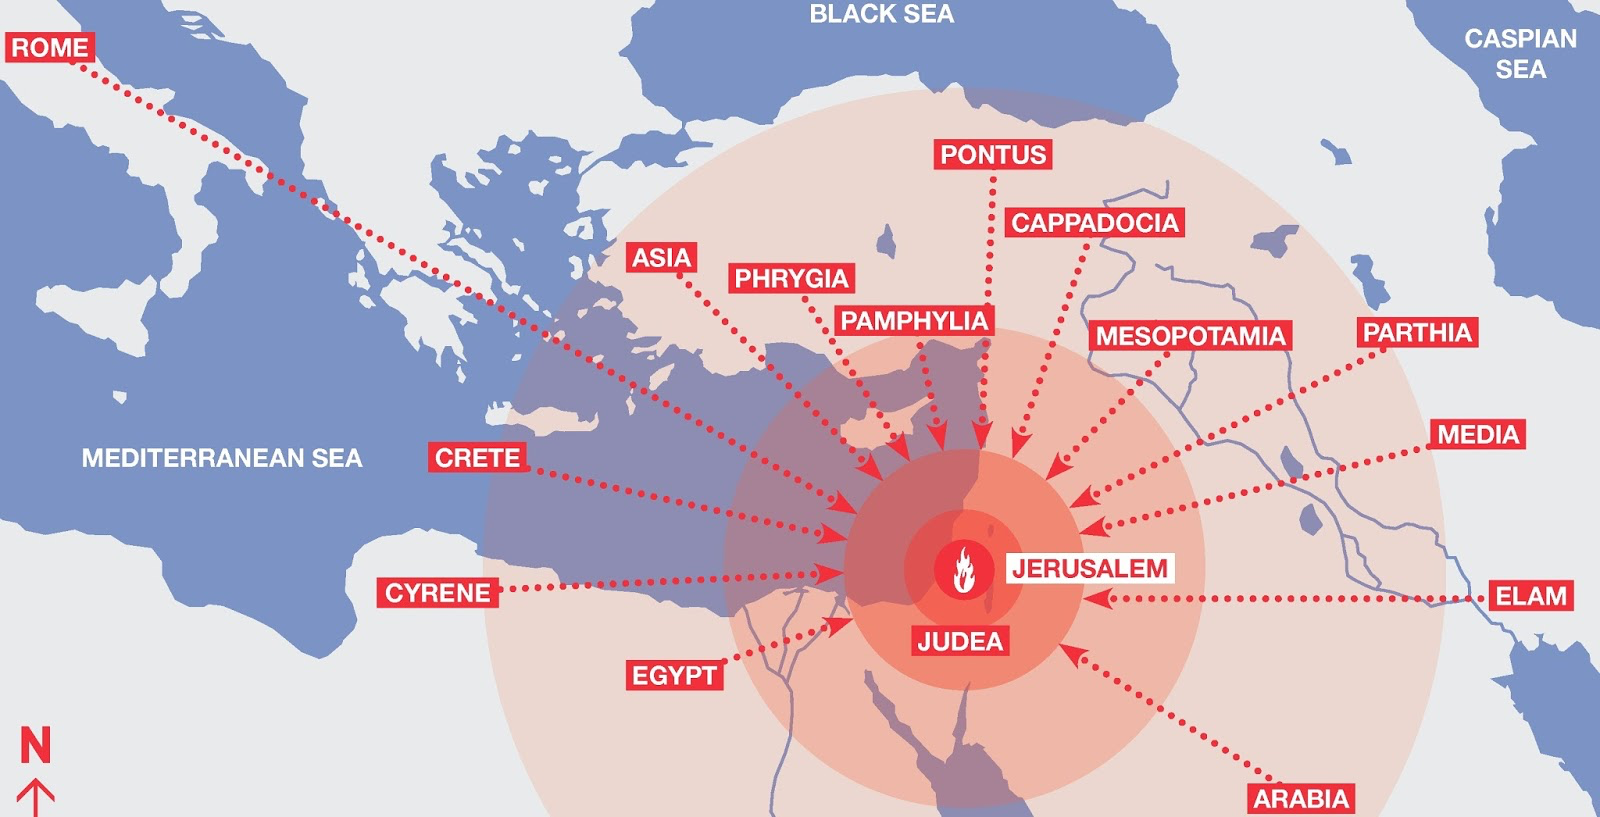 BLACK SEA
CASPIAN
SEA
ROME
PONTUS
CAPPADOCIA
ASIA
PHRYGIA
PAMPHYLIA
MESOPOTAMIA
PARTHIA
MEDIA
MEDITERRANEAN SEA
CRETE
JERUSALEM
CYRENE
ELAM
JUDEA
EGYPT
N
ARABIA